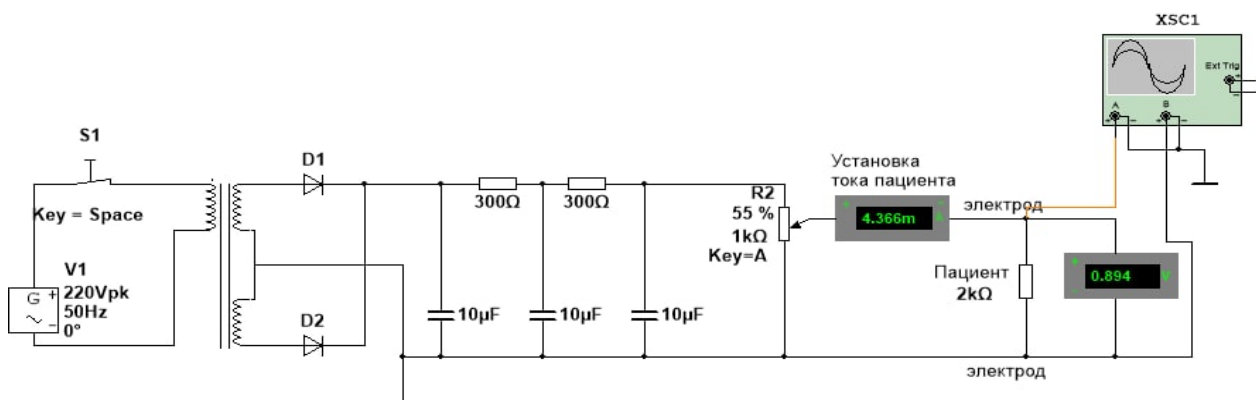 XSC1
Ext Trig
+
−
A
B
+ − + −
S1
Key = Space
V1
220Vpk
50Hz
0°
G + −
D1
D2
300Ω
300Ω
10µF
10µF
10µF
R2
55 %
1kΩ
Key=A
Установка
тока пациента
+ −
4.366m A
электрод
Пациент
2kΩ
+
0.894 V
−
электрод